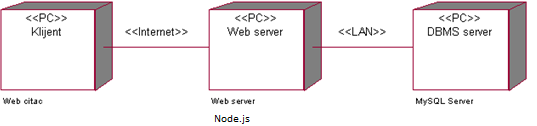 <<PC>>
Klijent
<<Internet>>
<<PC>>
Web server
<<LAN>>
<<PC>>
DBMS server
Web citac
Web server
MySQL Server
Node.js